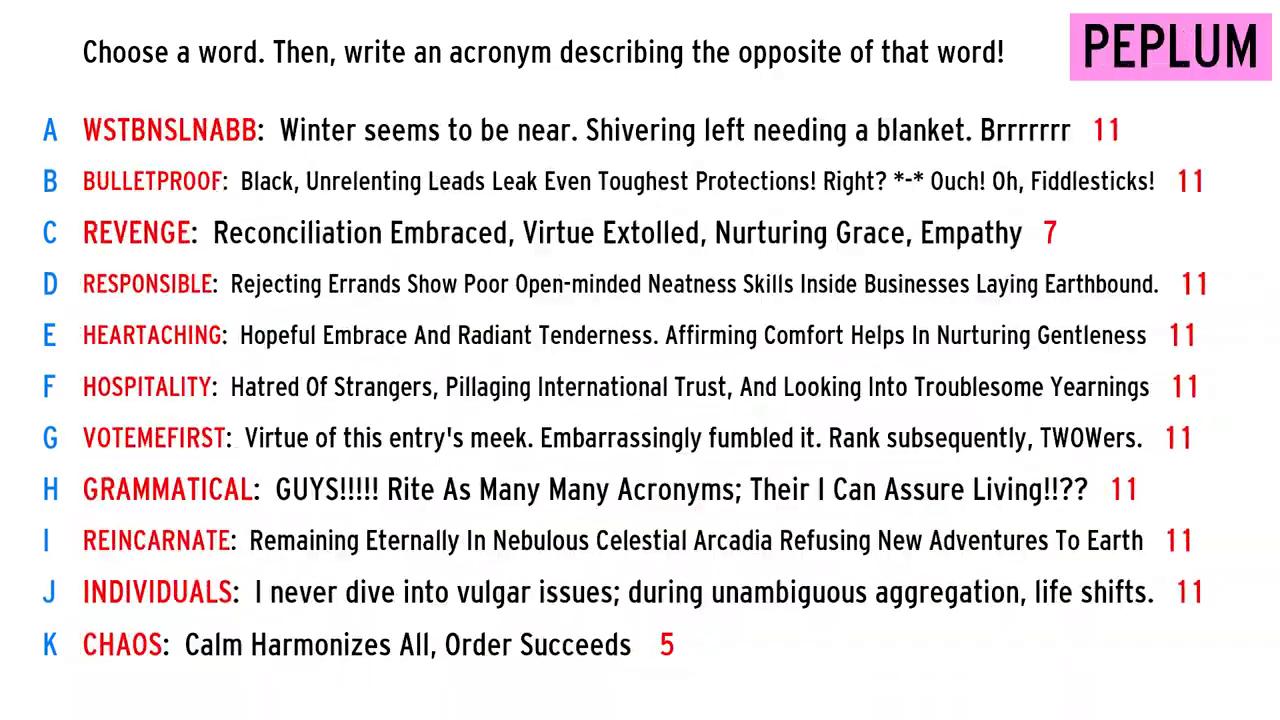 Choose a word. Then, write an acronym describing the opposite of that word!
PEPLUM
A WSTBNSLNABB: Winter seems to be near. Shivering left needing a blanket. Brrrrrrr 11
B BULLETPROOF: Black, Unrelenting Leads Leak Even Toughest Protections! Right? *-* Ouch! Oh, Fiddlesticks! 11
C REVENGE: Reconciliation Embraced, Virtue Extolled, Nurturing Grace, Empathy 7
D RESPONSIBLE: Rejecting Errands Show Poor Open-minded Neatness Skills Inside Businesses Laying Earthbound. 11
E HEARTACHING: Hopeful Embrace And Radiant Tenderness. Affirming Comfort Helps In Nurturing Gentleness 11
F HOSPITALITY: Hatred Of Strangers, Pillaging International Trust, And Looking Into Troublesome Yearnings 11
G VOTEMEFIRST: Virtue of this entry's meek. Embarrassingly fumbled it. Rank subsequently, TWOWers. 11
H GRAMMATICAL: GUYS!!!!! Rite As Many Many Acronyms; Their I Can Assure Living!!?? 11
I REINCARNATE: Remaining Eternally In Nebulous Celestial Arcadia Refusing New Adventures To Earth 11
J INDIVIDUALS: I never dive into vulgar issues; during unambiguous aggregation, life shifts. 11
K CHAOS: Calm Harmonizes All, Order Succeeds 5